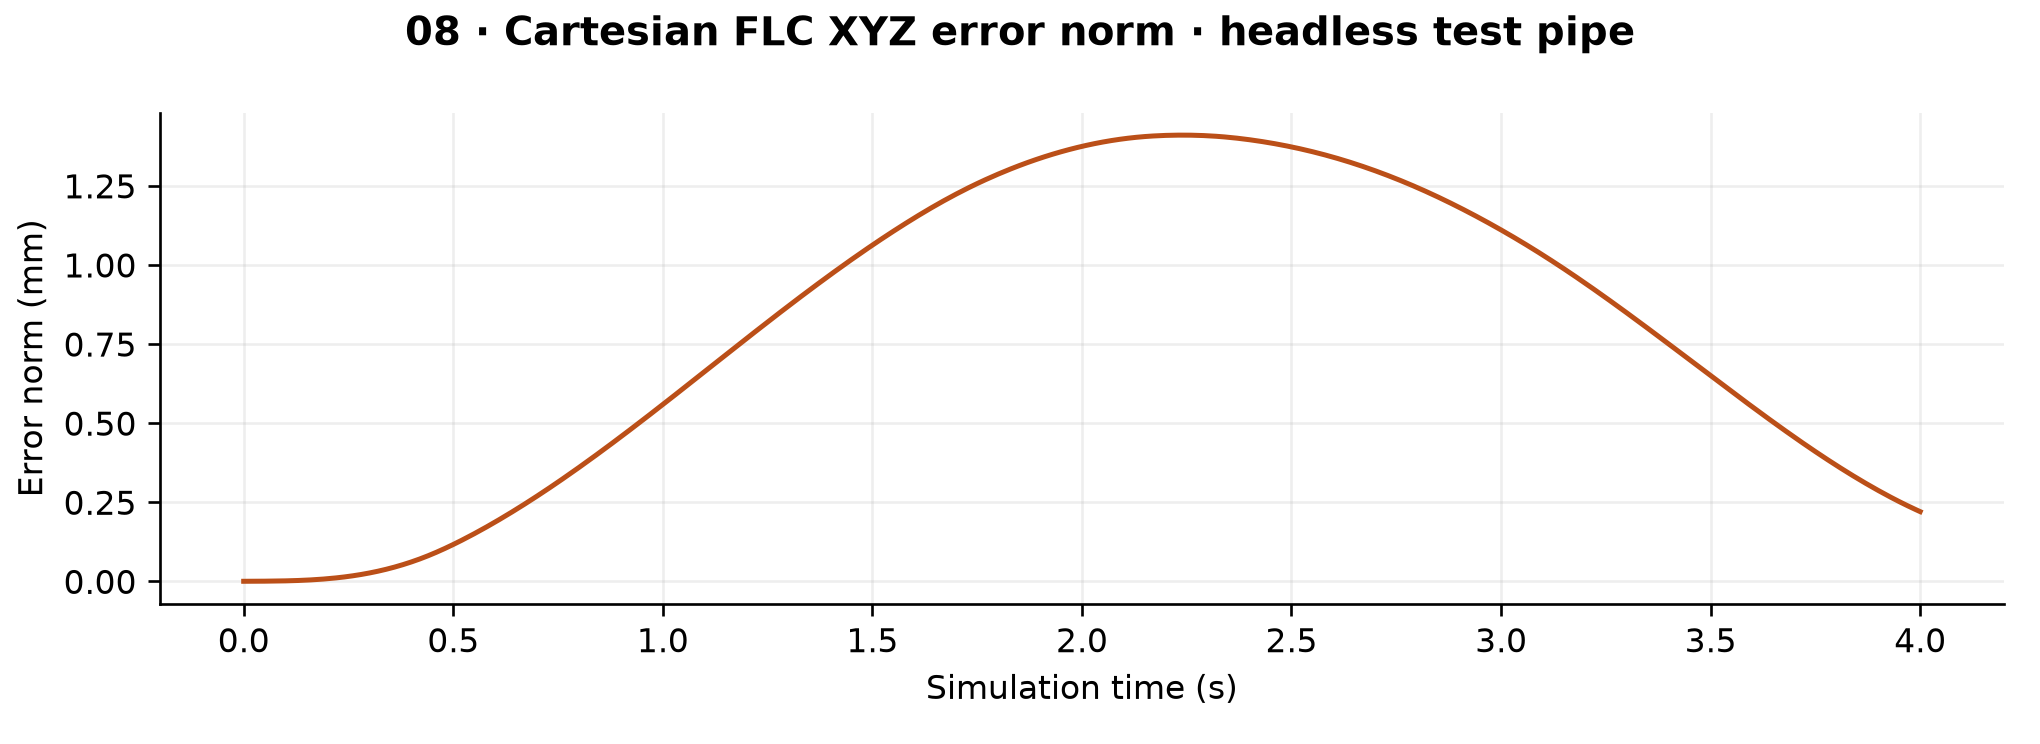 08 · Cartesian FLC XYZ error norm · headless test pipe
Error norm (mm)
1.25
1.00
0.75
0.50
0.25
0.00
0.0 0.5 1.0 1.5 2.0 2.5 3.0 3.5 4.0
Simulation time (s)